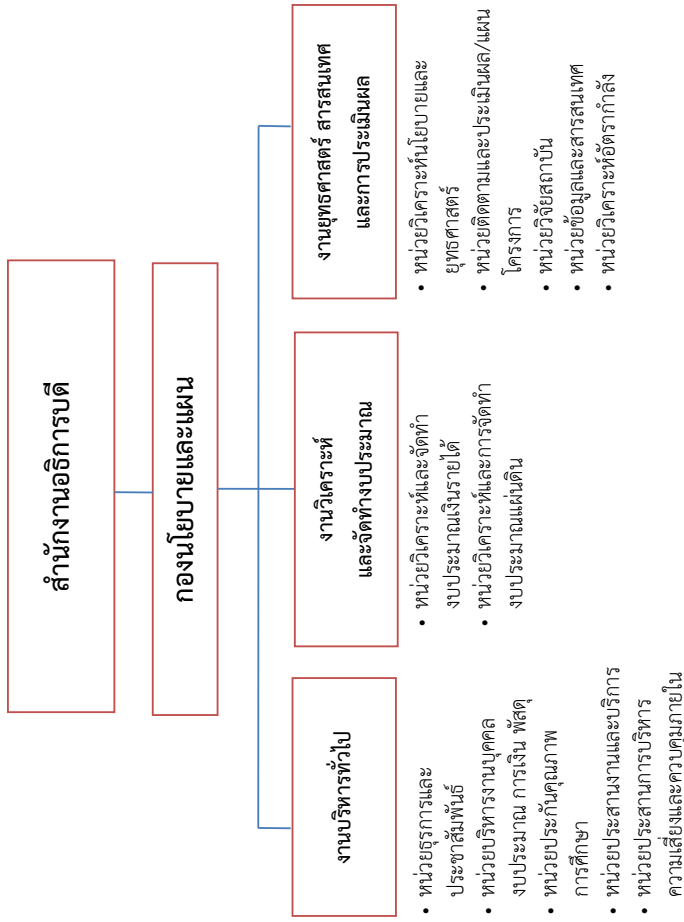 สำนักงานอธิการบดี
กองนโยบายและแผน
งานบริหารทั่วไป
• หน่วยธุรการและ
ประชาสัมพันธ์
• หน่วยบริหารงานบุคคล
งบประมาณ การเงิน พัสดุ
• หน่วยประกันคุณภาพ
การศึกษา
• หน่วยประสานงานและบริการ
• หน่วยประสานการบริหาร
ความเสี่ยงและควบคุมภายใน
งานวิเคราะห์
และจัดทำงบประมาณ
• หน่วยวิเคราะห์และจัดทำ
งบประมาณเงินรายได้
• หน่วยวิเคราะห์และการจัดทำ
งบประมาณแผ่นดิน
งานยุทธศาสตร์ สารสนเทศ
และการประเมินผล
• หน่วยวิเคราะห์นโยบายและ
ยุทธศาสตร์
• หน่วยติดตามและประเมินผล/แผน
โครงการ
• หน่วยวิจัยสถาบัน
• หน่วยข้อมูลและสารสนเทศ
• หน่วยวิเคราะห์อัตรากำลัง